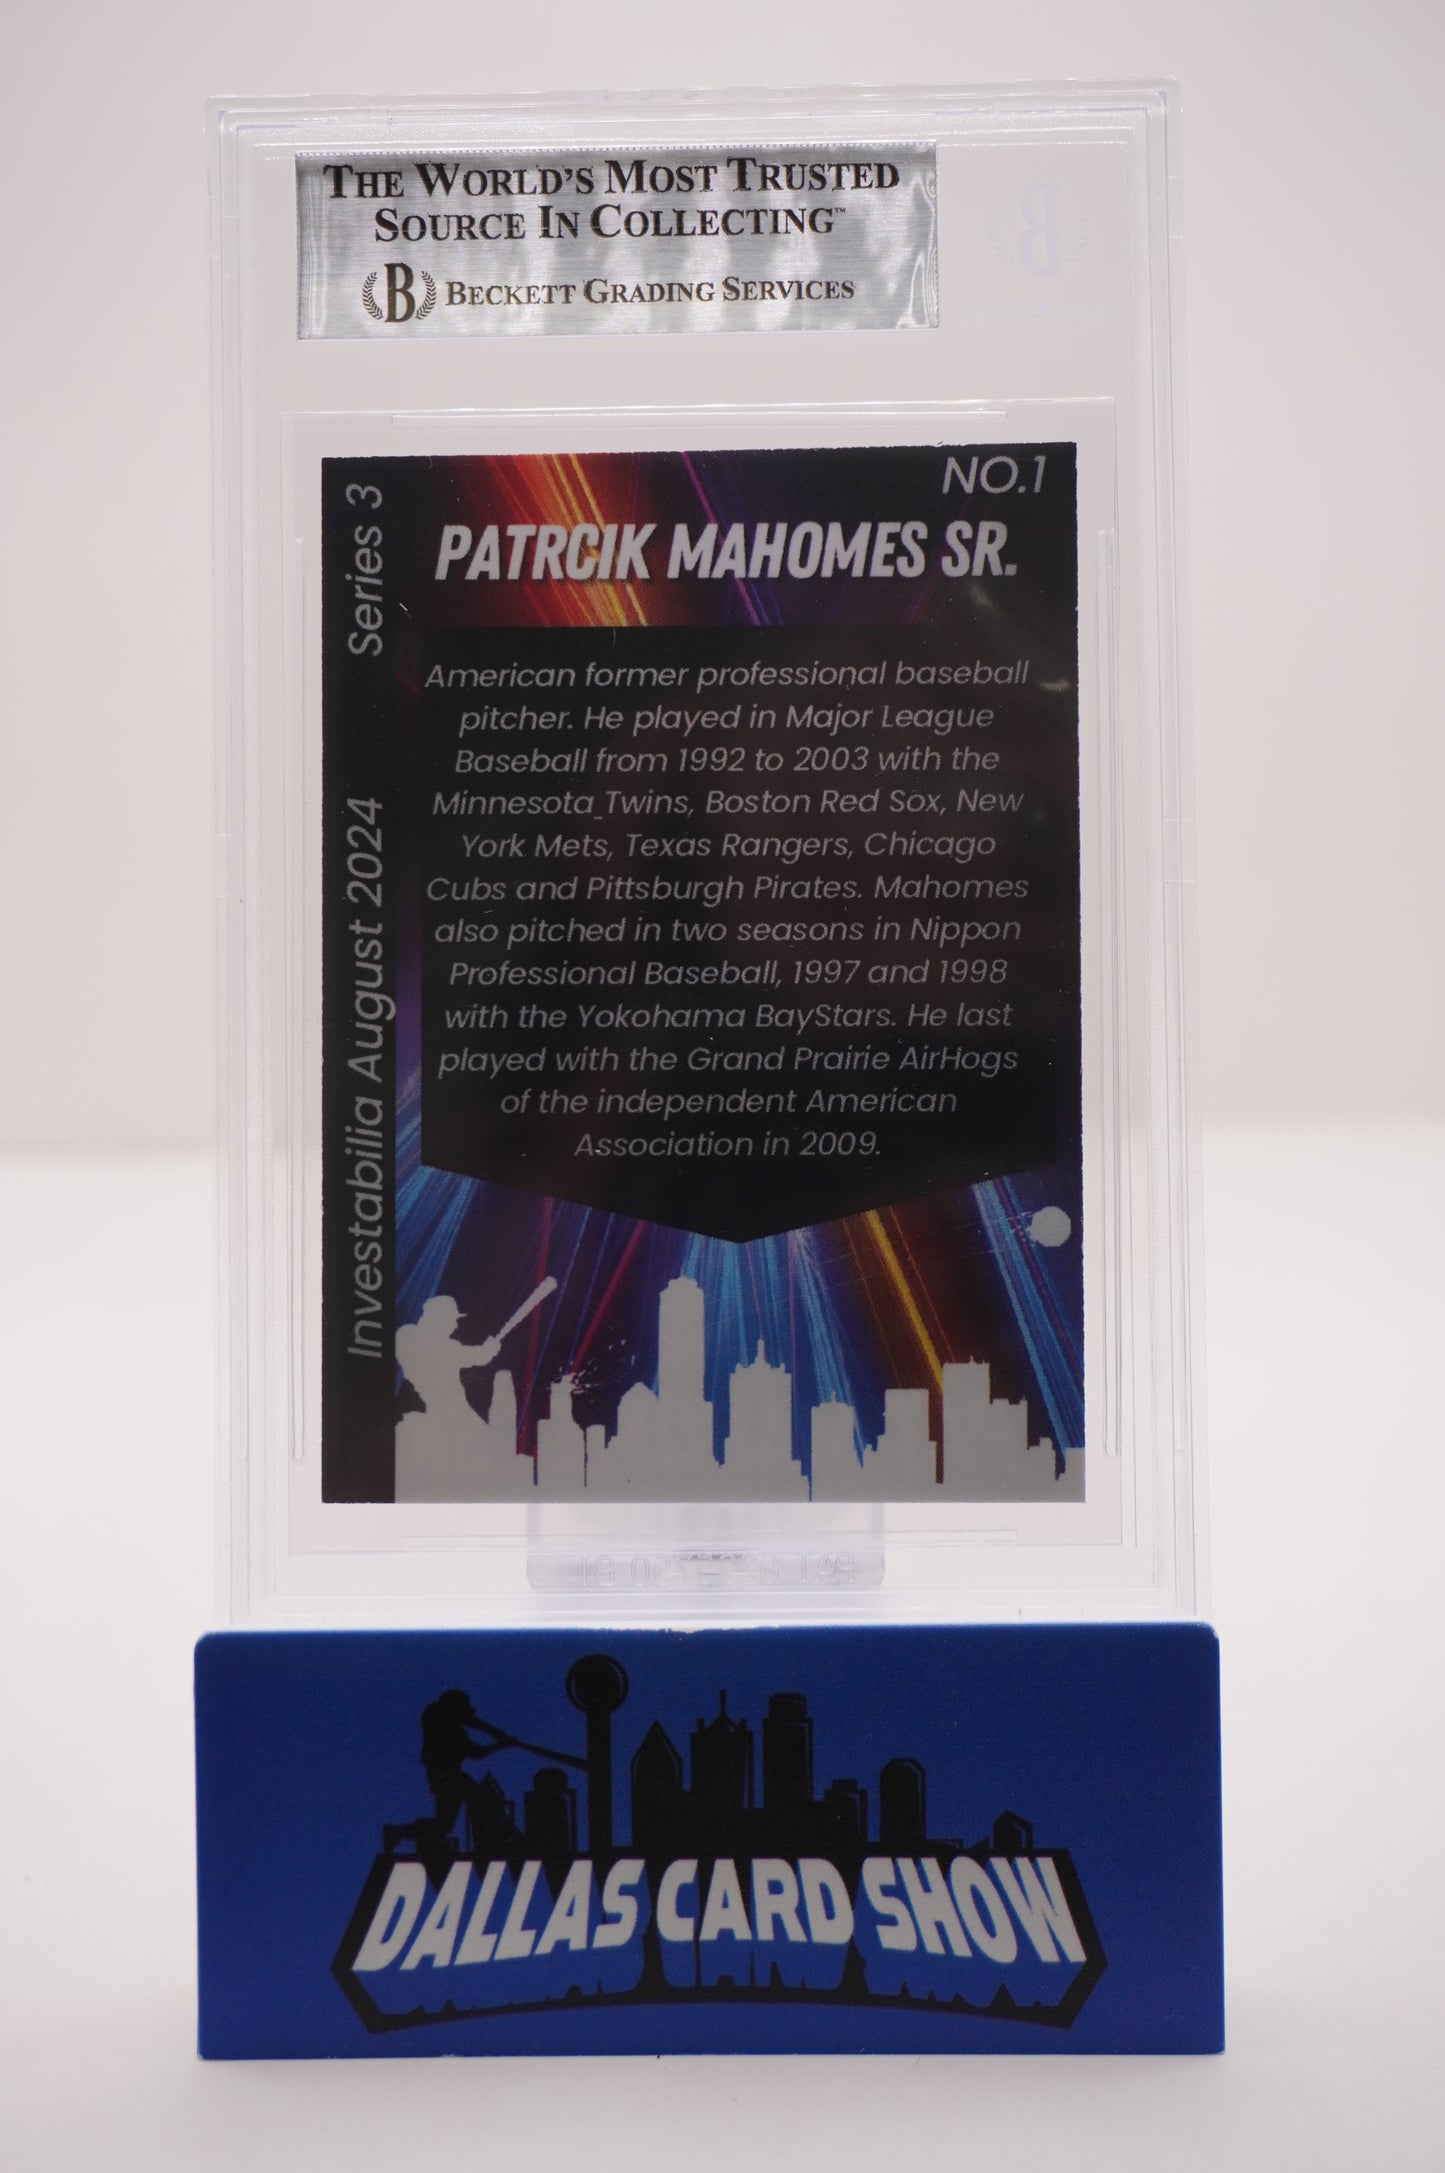 THE WORLD'S MOST TRUSTED
SOURCE IN COLLECTING™
B BECKETT GRADING SERVICES
NO.1
PATRCIK MAHOMES SR.
Series 3
Investabilia August 2024
American former professional baseball
pitcher. He played in Major League
Baseball from 1992 to 2003 with the
Minnesota_Twins, Boston Red Sox, New
York Mets, Texas Rangers, Chicago
Cubs and Pittsburgh Pirates. Mahomes
also pitched in two seasons in Nippon
Professional Baseball, 1997 and 1998
with the Yokohama BayStars. He last
played with the Grand Prairie AirHogs
of the independent American
Association in 2009.
DALLAS CARD SHOW